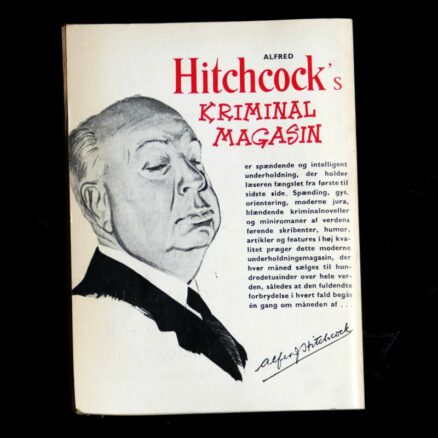 ALFRED
Hitchcock's
KRIMINAL
MAGASIN
er spændende og intelligent
underholdning, der holder
læseren fængslet fra første til
sidste side. Spænding, gys,
orientering, moderne jura,
blændende kriminalnoveller
og miniromaner af verdens
førende skribenter, humor,
artikler og features i høj kva-
litet præger dette moderne
underholdningsmagasin, der
hver måned sælges til hun-
dredetusinder over hele ver-
den, således at den fuldendte
forbrydelse i hvert fald begås
én gang om måneden af . . .
Alfred Hitchcock